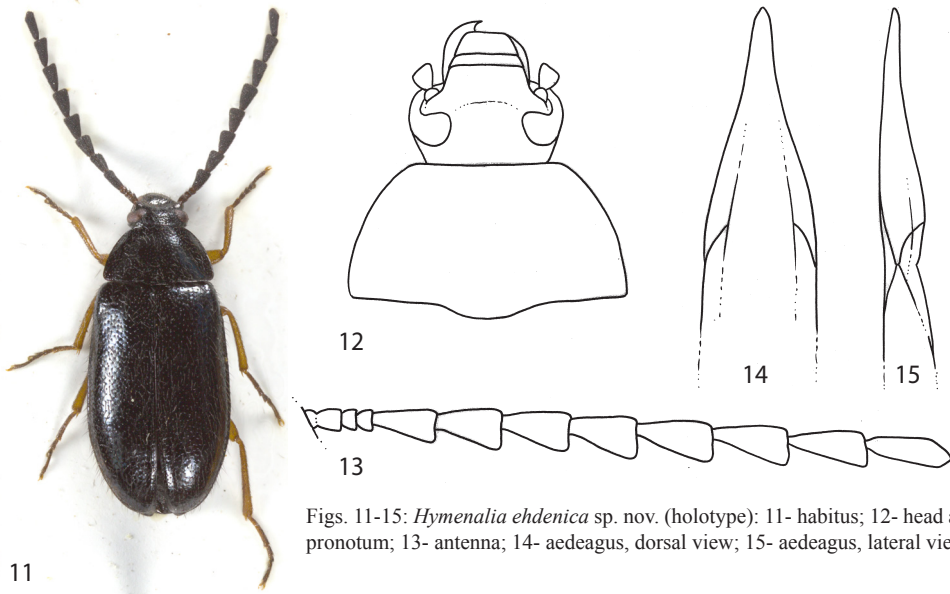 12
14
15
13
Figs. 11-15: Hymenalia ehdenica sp. nov. (holotype): 11- habitus; 12- head
pronotum; 13- antenna; 14- aedeagus, dorsal view; 15- aedeagus, lateral
11